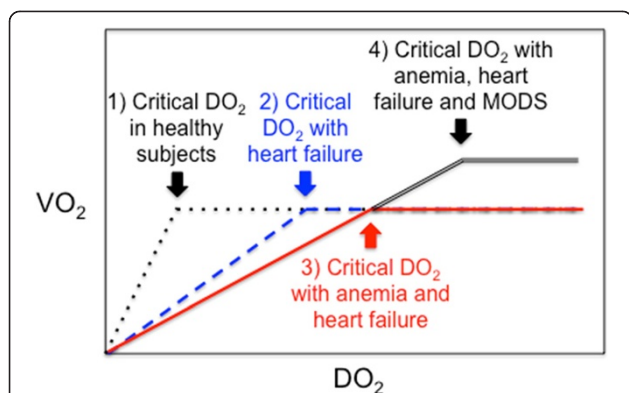 4) Critical DO₂ with
anemia, heart
failure and MODS
1) Critical DO₂
in healthy
subjects
2) Critical
DO₂ with
heart failure
VO₂
3) Critical DO₂
with anemia and
heart failure
DO₂